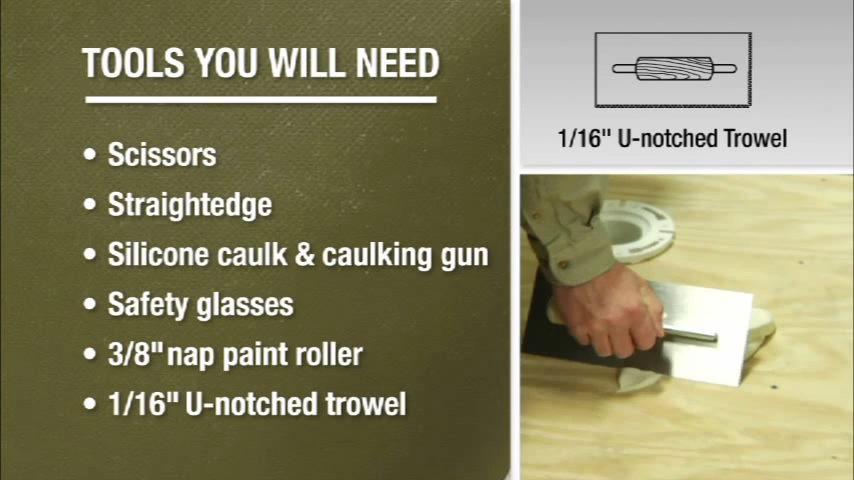 TOOLS YOU WILL NEED
• Scissors
• Straightedge
• Silicone caulk & caulking gun
• Safety glasses
• 3/8" nap paint roller
• 1/16" U-notched trowel
1/16" U-notched Trowel